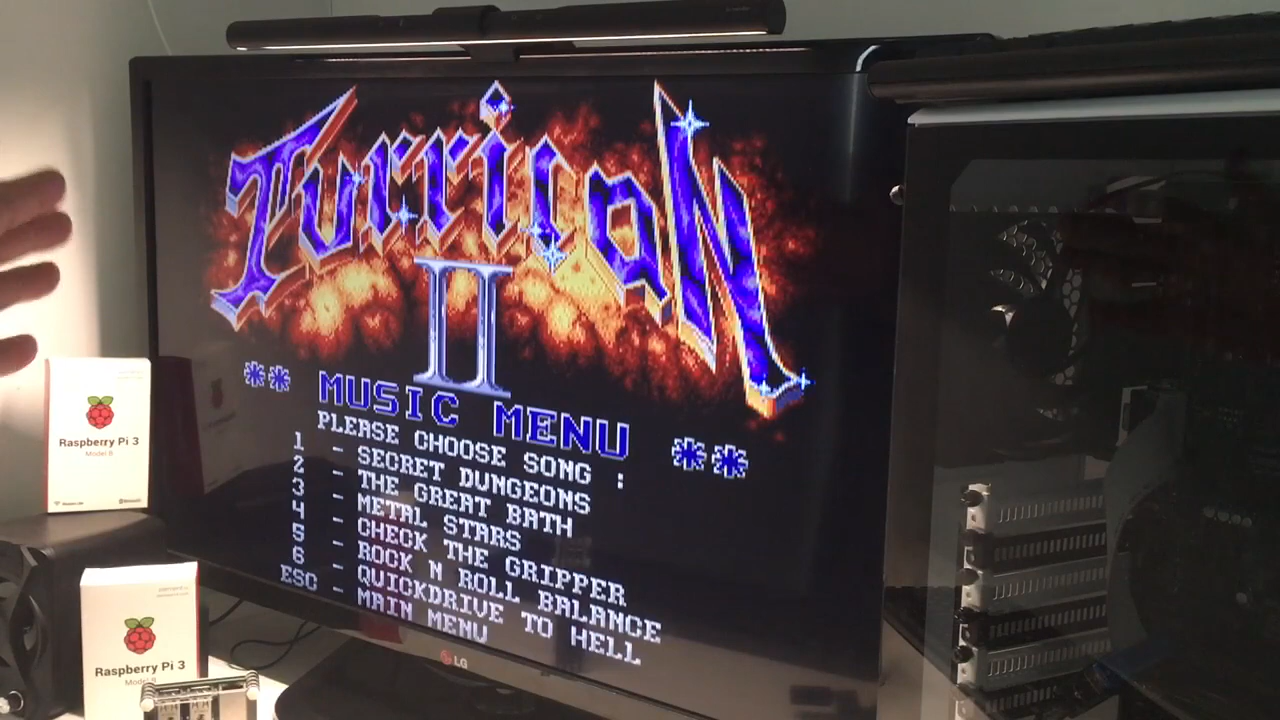 Turrican
II
** MUSIC MENU **
PLEASE CHOOSE SONG :
1 - SECRET DUNGEONS
2 - THE GREAT BATH
3 - METAL STARS
4 - CHECK THE GRIPPER
5 - ROCK N ROLL BALANCE
6 - QUICKDRIVE TO HELL
ESC - MAIN MENU
LG
Raspberry Pi 3
Model B
Raspberry Pi 3
Model B